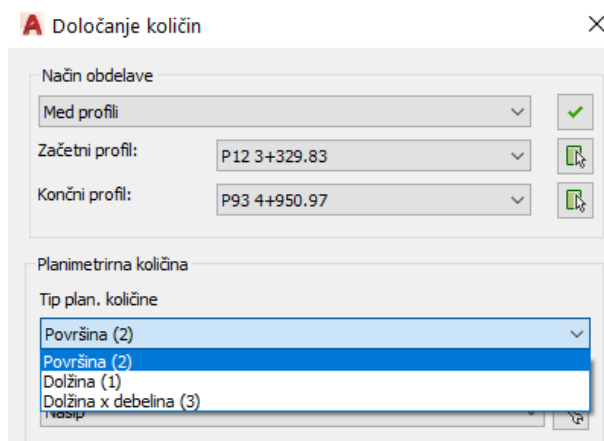 Določanje količin
Način obdelave
Med profili
Začetni profil:
P12 3+329.83
Končni profil:
P93 4+950.97
Planimetrirna količina
Tip plan. količine
Površina (2)
Površina (2)
Dolžina (1)
Dolžina x debelina (3)
Nasip